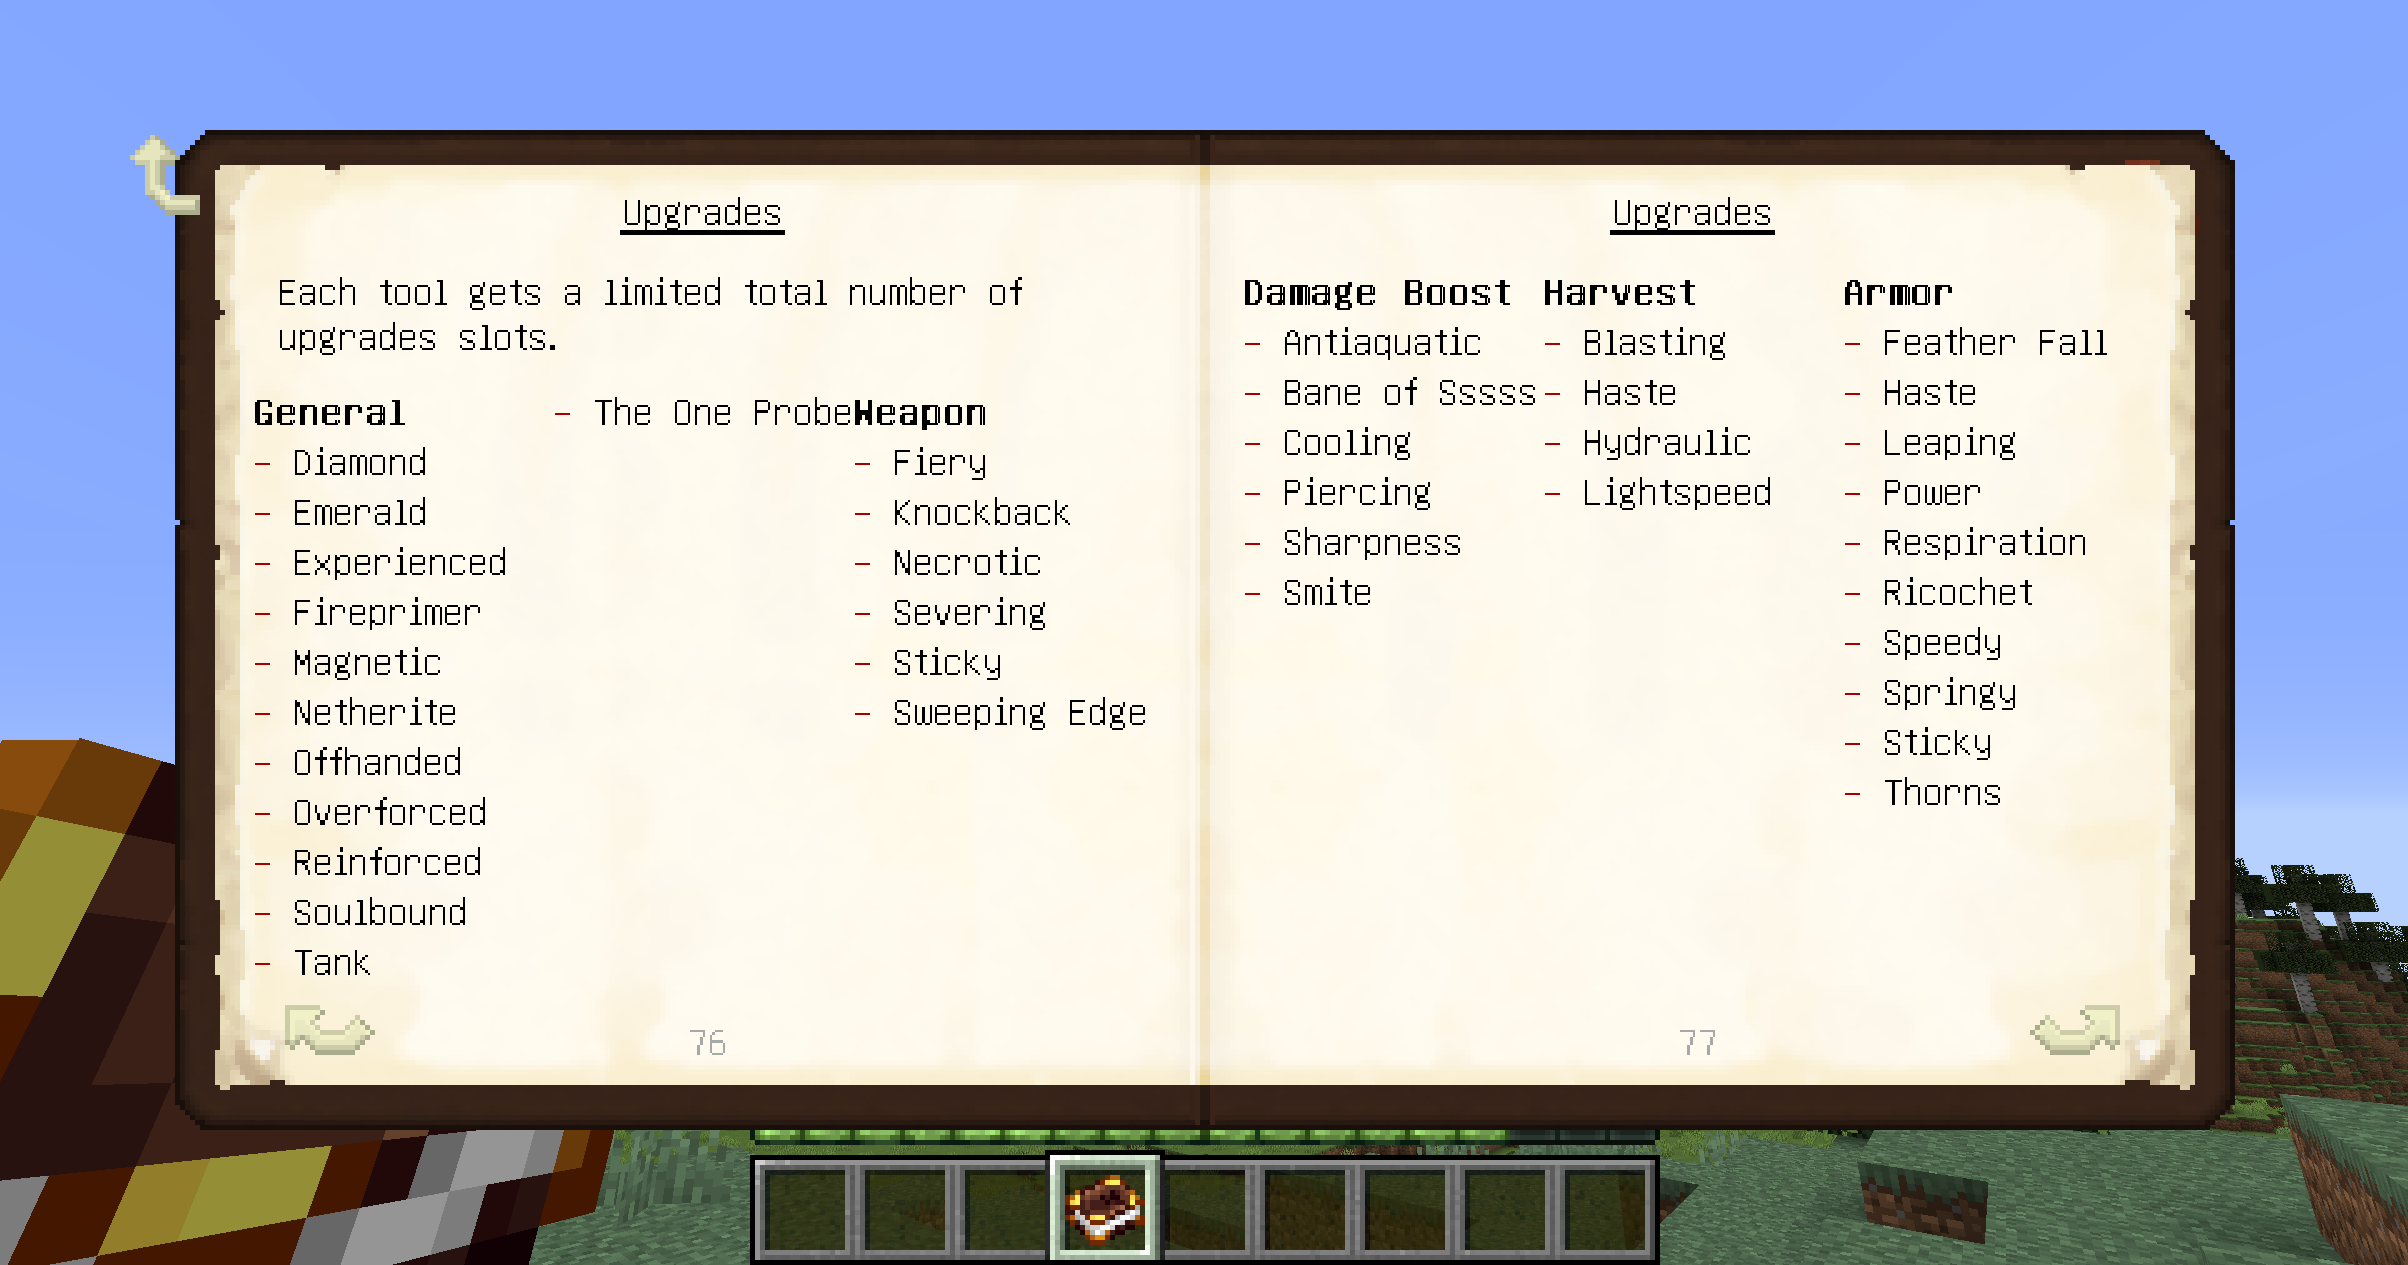 Upgrades
Each tool gets a limited total number of
upgrades slots.
General
- Diamond
- Emerald
- Experienced
- Fireprimer
- Magnetic
- Netherite
- Offhanded
- Overforced
- Reinforced
- Soulbound
- Tank
- The One Probe
Weapon
- Fiery
- Knockback
- Necrotic
- Severing
- Sticky
- Sweeping Edge
76
Upgrades
Damage Boost
- Antiaquatic
- Bane of Sssss
- Cooling
- Piercing
- Sharpness
- Smite
Harvest
- Blasting
- Haste
- Hydraulic
- Lightspeed
Armor
- Feather Fall
- Haste
- Leaping
- Power
- Respiration
- Ricochet
- Speedy
- Springy
- Sticky
- Thorns
77